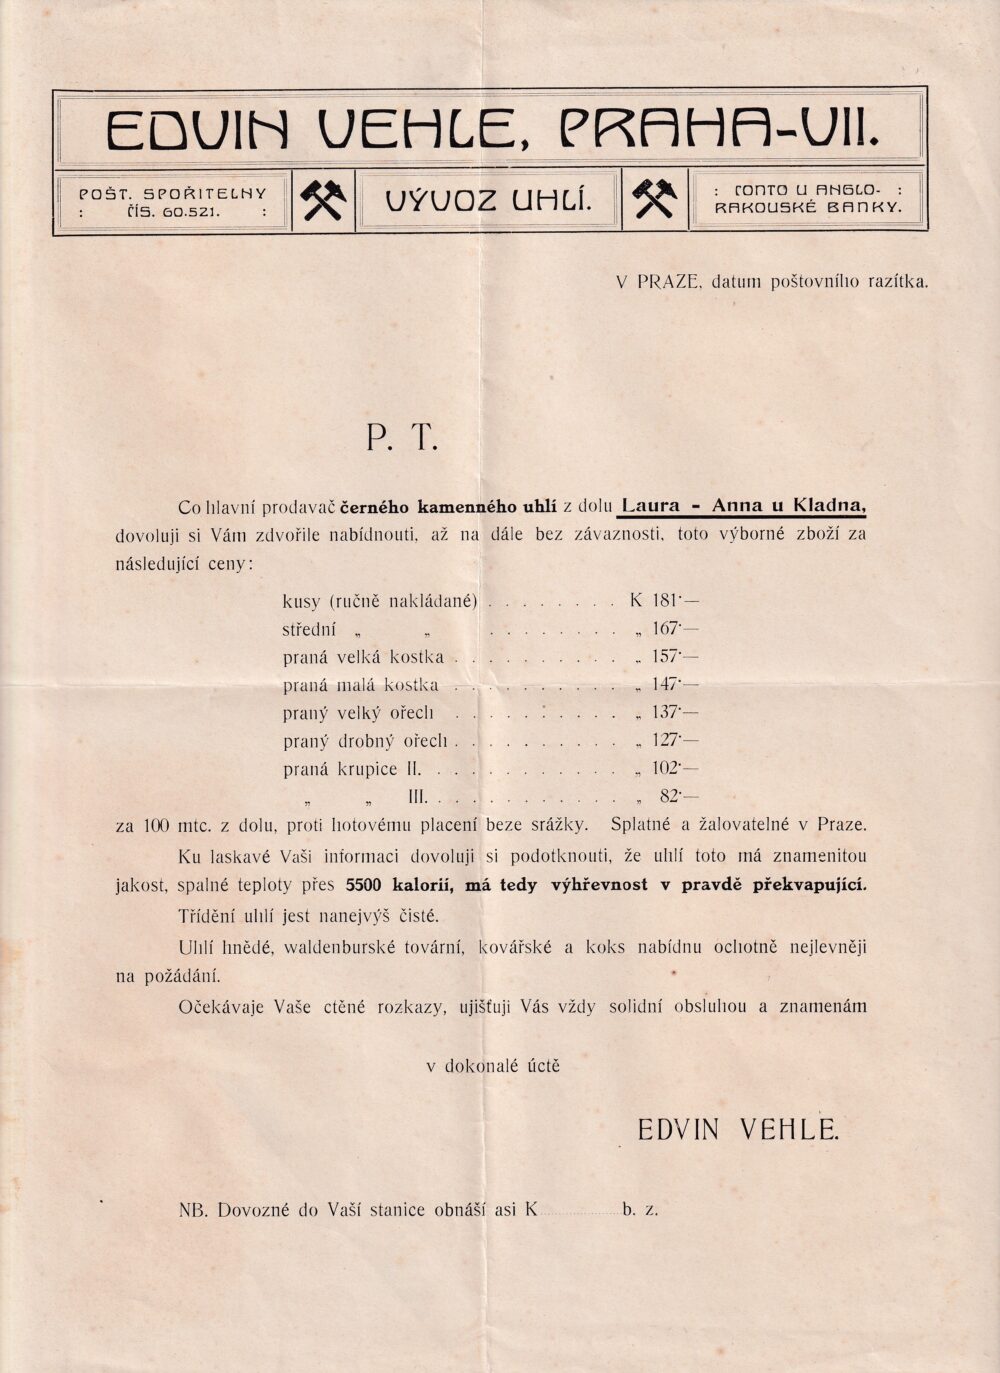 EDVIN VEHLE, PRAHA-VII.
POŠT. SPOŘITELNY
: ČÍS. 60.521. :
VÝVOZ UHLÍ.
: CONTO U ANGLO- :
RAKOUSKÉ BANKY.
V PRAZE, datum poštovního razítka.
P. T.
Co hlavní prodavač černého kamenného uhlí z dolu Laura - Anna u Kladna,
dovoluji si Vám zdvořile nabídnouti, až na dále bez závaznosti, toto výborné zboží za
následující ceny:
kusy (ručně nakládané) . . . . . . . . K 181·—
střední „ „ . . . . . . . . „ 167·—
praná velká kostka . . . . . . . . . . „ 157·—
praná malá kostka . . . . . . . . . . „ 147·—
praný velký ořech . . . . . . . . . . „ 137·—
praný drobný ořech . . . . . . . . . . „ 127·—
praná krupice II. . . . . . . . . . . . „ 102·—
„ „ III. . . . . . . . . . . . „ 82·—
za 100 mtc. z dolu, proti hotovému placení beze srážky. Splatné a žalovatelné v Praze.
Ku laskavé Vaši informaci dovoluji si podotknouti, že uhlí toto má znamenitou
jakost, spalné teploty přes 5500 kalorií, má tedy výhřevnost v pravdě překvapující.
Třídění uhlí jest nanejvýš čisté.
Uhlí hnědé, waldenburské tovární, kovářské a koks nabídnu ochotně nejlevněji
na požádání.
Očekávaje Vaše ctěné rozkazy, ujišťuji Vás vždy solidní obsluhou a znamenám
v dokonalé úctě
EDVIN VEHLE.
NB. Dovozné do Vaší stanice obnáší asi K .................. b. z.